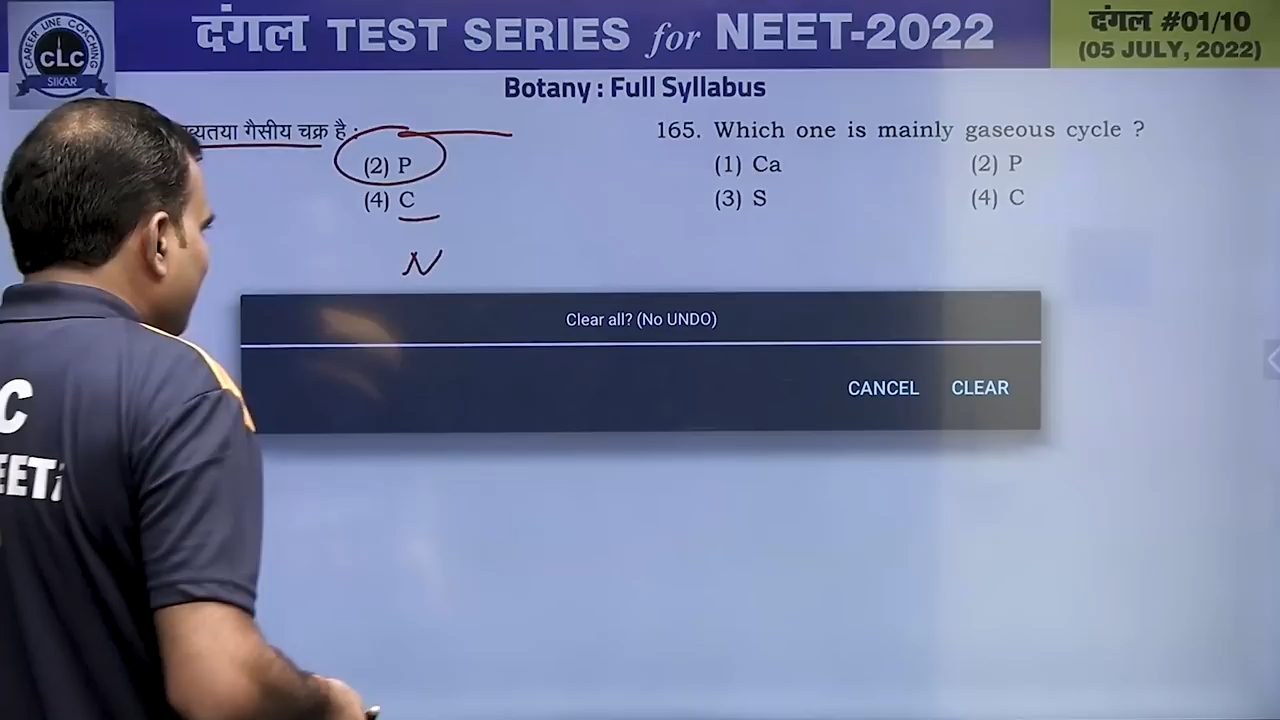 दंगल TEST SERIES for NEET-2022
दंगल #01/10
(05 JULY, 2022)
CAREER LINE COACHING
CLC
SIKAR
Botany : Full Syllabus
गैसीय चक्र है :
(2) P
(4) C
N
165. Which one is mainly gaseous cycle ?
(1) Ca (2) P
(3) S (4) C
Clear all? (No UNDO)
CANCEL CLEAR
C